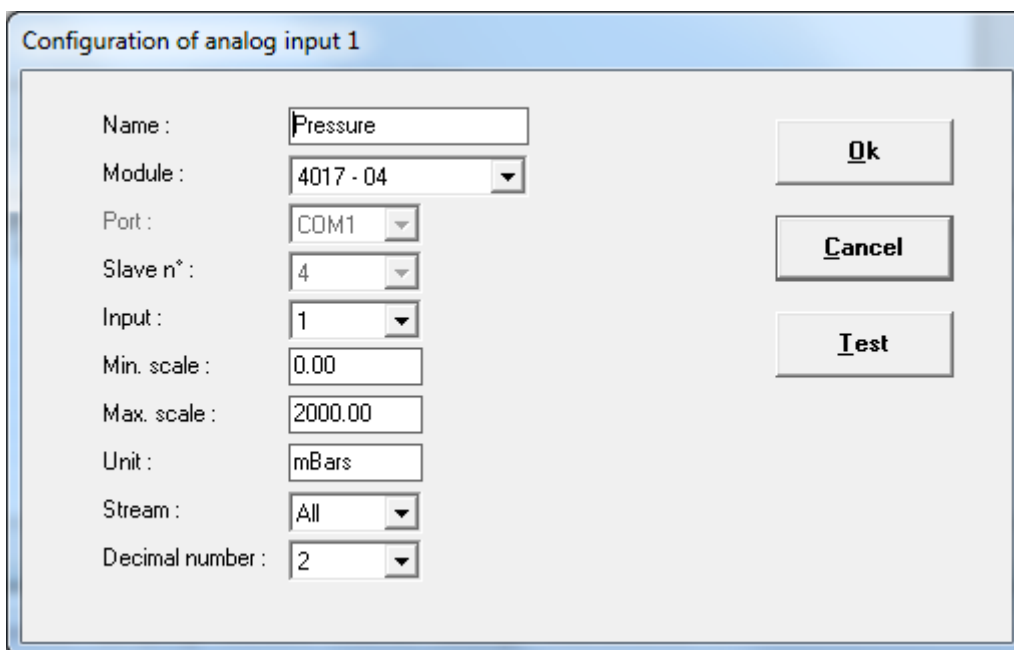 Configuration of analog input 1
Name : Pressure
Module : 4017 - 04
Port : COM1
Slave n° : 4
Input : 1
Min. scale : 0.00
Max. scale : 2000.00
Unit : mBars
Stream : All
Decimal number : 2
Ok
Cancel
Test